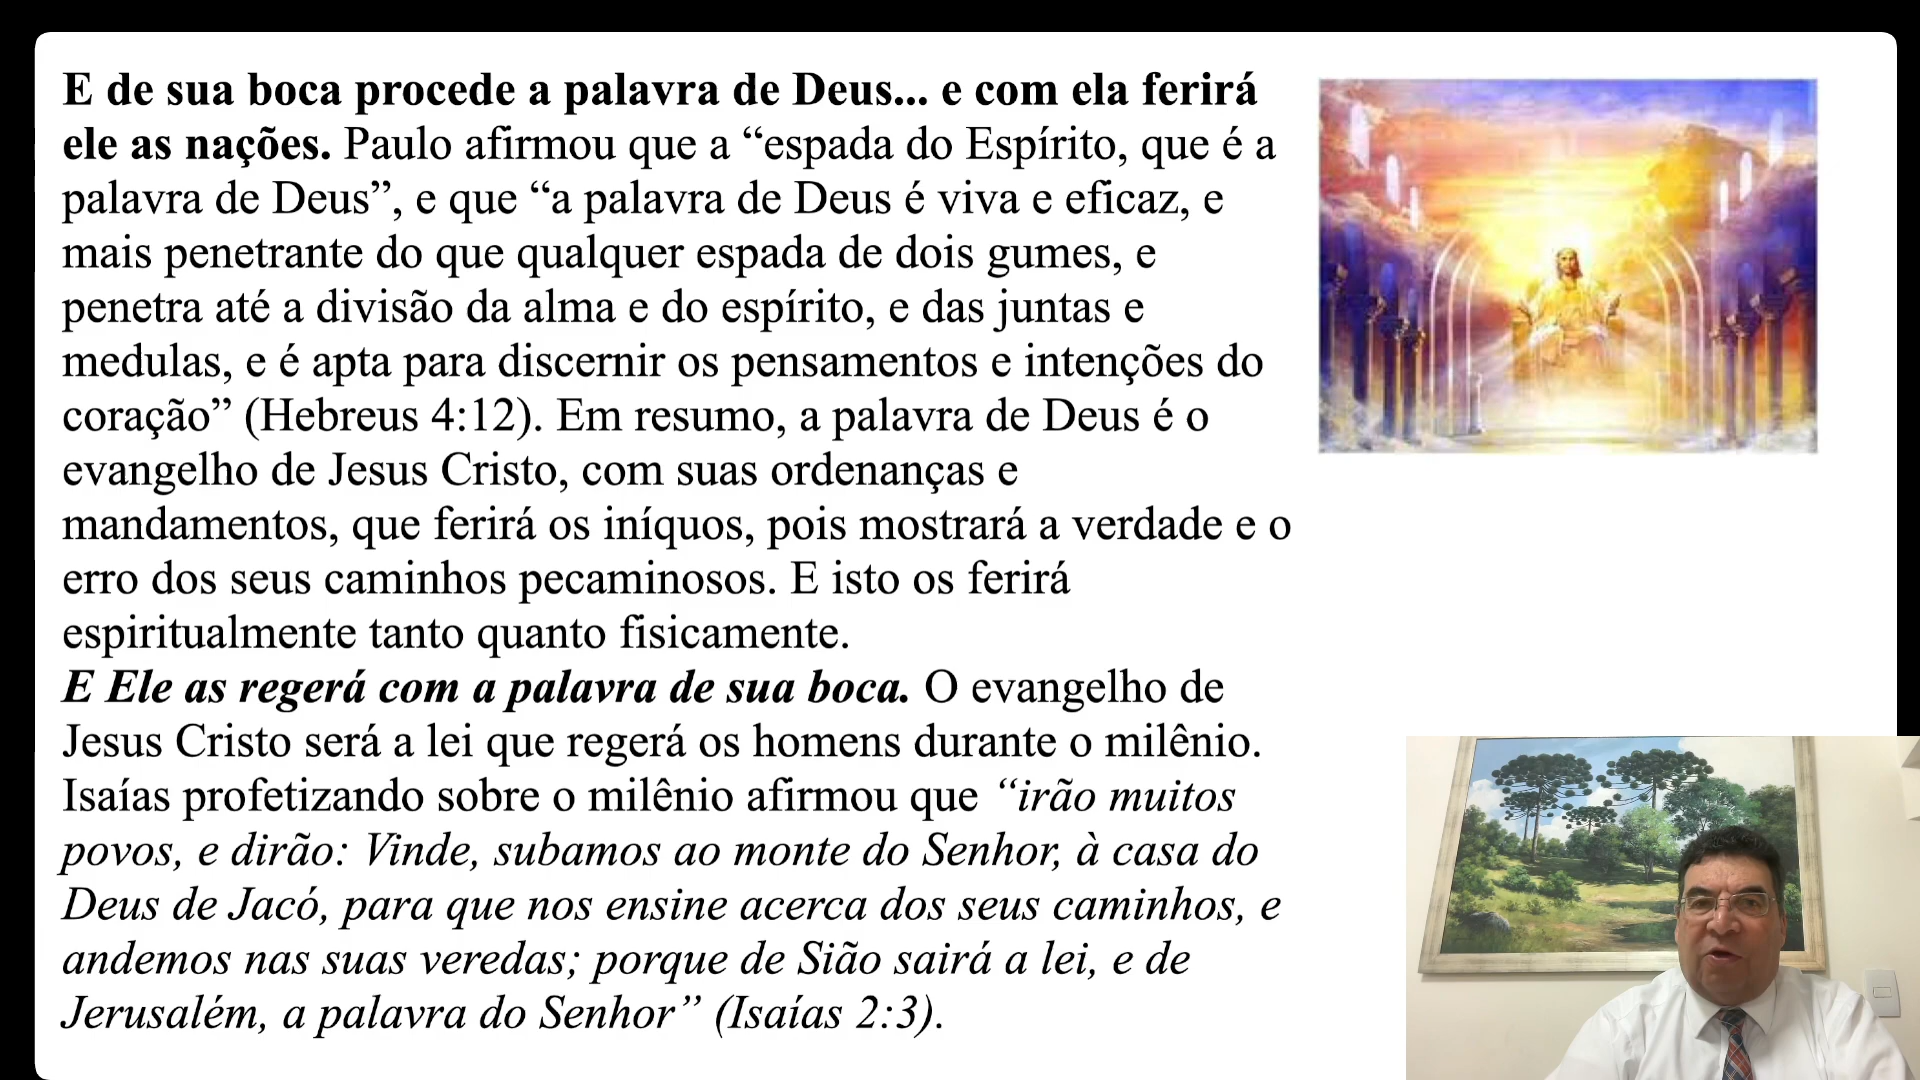 E de sua boca procede a palavra de Deus... e com ela ferirá
ele as nações. Paulo afirmou que a “espada do Espírito, que é a
palavra de Deus”, e que “a palavra de Deus é viva e eficaz, e
mais penetrante do que qualquer espada de dois gumes, e
penetra até a divisão da alma e do espírito, e das juntas e
medulas, e é apta para discernir os pensamentos e intenções do
coração” (Hebreus 4:12). Em resumo, a palavra de Deus é o
evangelho de Jesus Cristo, com suas ordenanças e
mandamentos, que ferirá os iníquos, pois mostrará a verdade e o
erro dos seus caminhos pecaminosos. E isto os ferirá
espiritualmente tanto quanto fisicamente.
E Ele as regerá com a palavra de sua boca. O evangelho de
Jesus Cristo será a lei que regerá os homens durante o milênio.
Isaías profetizando sobre o milênio afirmou que “irão muitos
povos, e dirão: Vinde, subamos ao monte do Senhor, à casa do
Deus de Jacó, para que nos ensine acerca dos seus caminhos, e
andemos nas suas veredas; porque de Sião sairá a lei, e de
Jerusalém, a palavra do Senhor” (Isaías 2:3).